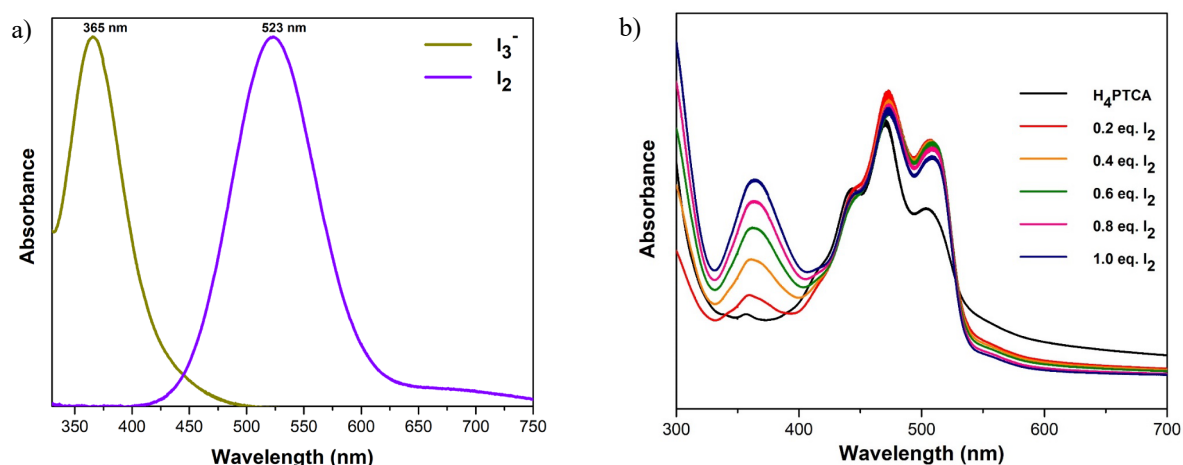 a)
365 nm
523 nm
I₃⁻
I₂
Absorbance
350 400 450 500 550 600 650 700 750
Wavelength (nm)
b)
H₄PTCA
0.2 eq. I₂
0.4 eq. I₂
0.6 eq. I₂
0.8 eq. I₂
1.0 eq. I₂
Absorbance
300 400 500 600 700
Wavelength (nm)